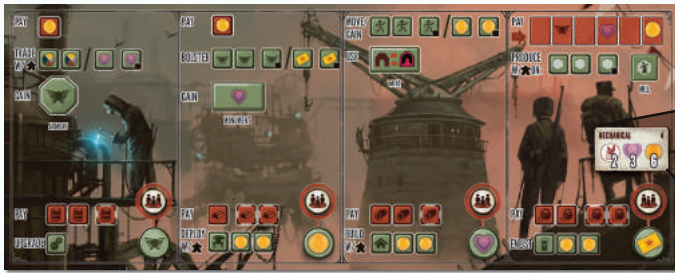 PAY
TRADE
W/
/
GAIN
ARMORY
PAY
UPGRADE
PAY
BOLSTER
/
GAIN
MONUMENT
PAY
DEPLOY
W/
MOVE/
GAIN
/
USE
MINE
PAY
BUILD
W/
PAY
PRODUCE
W/ ON
MILL
MECHANICAL 4
2 3 6
PAY
ENLIST